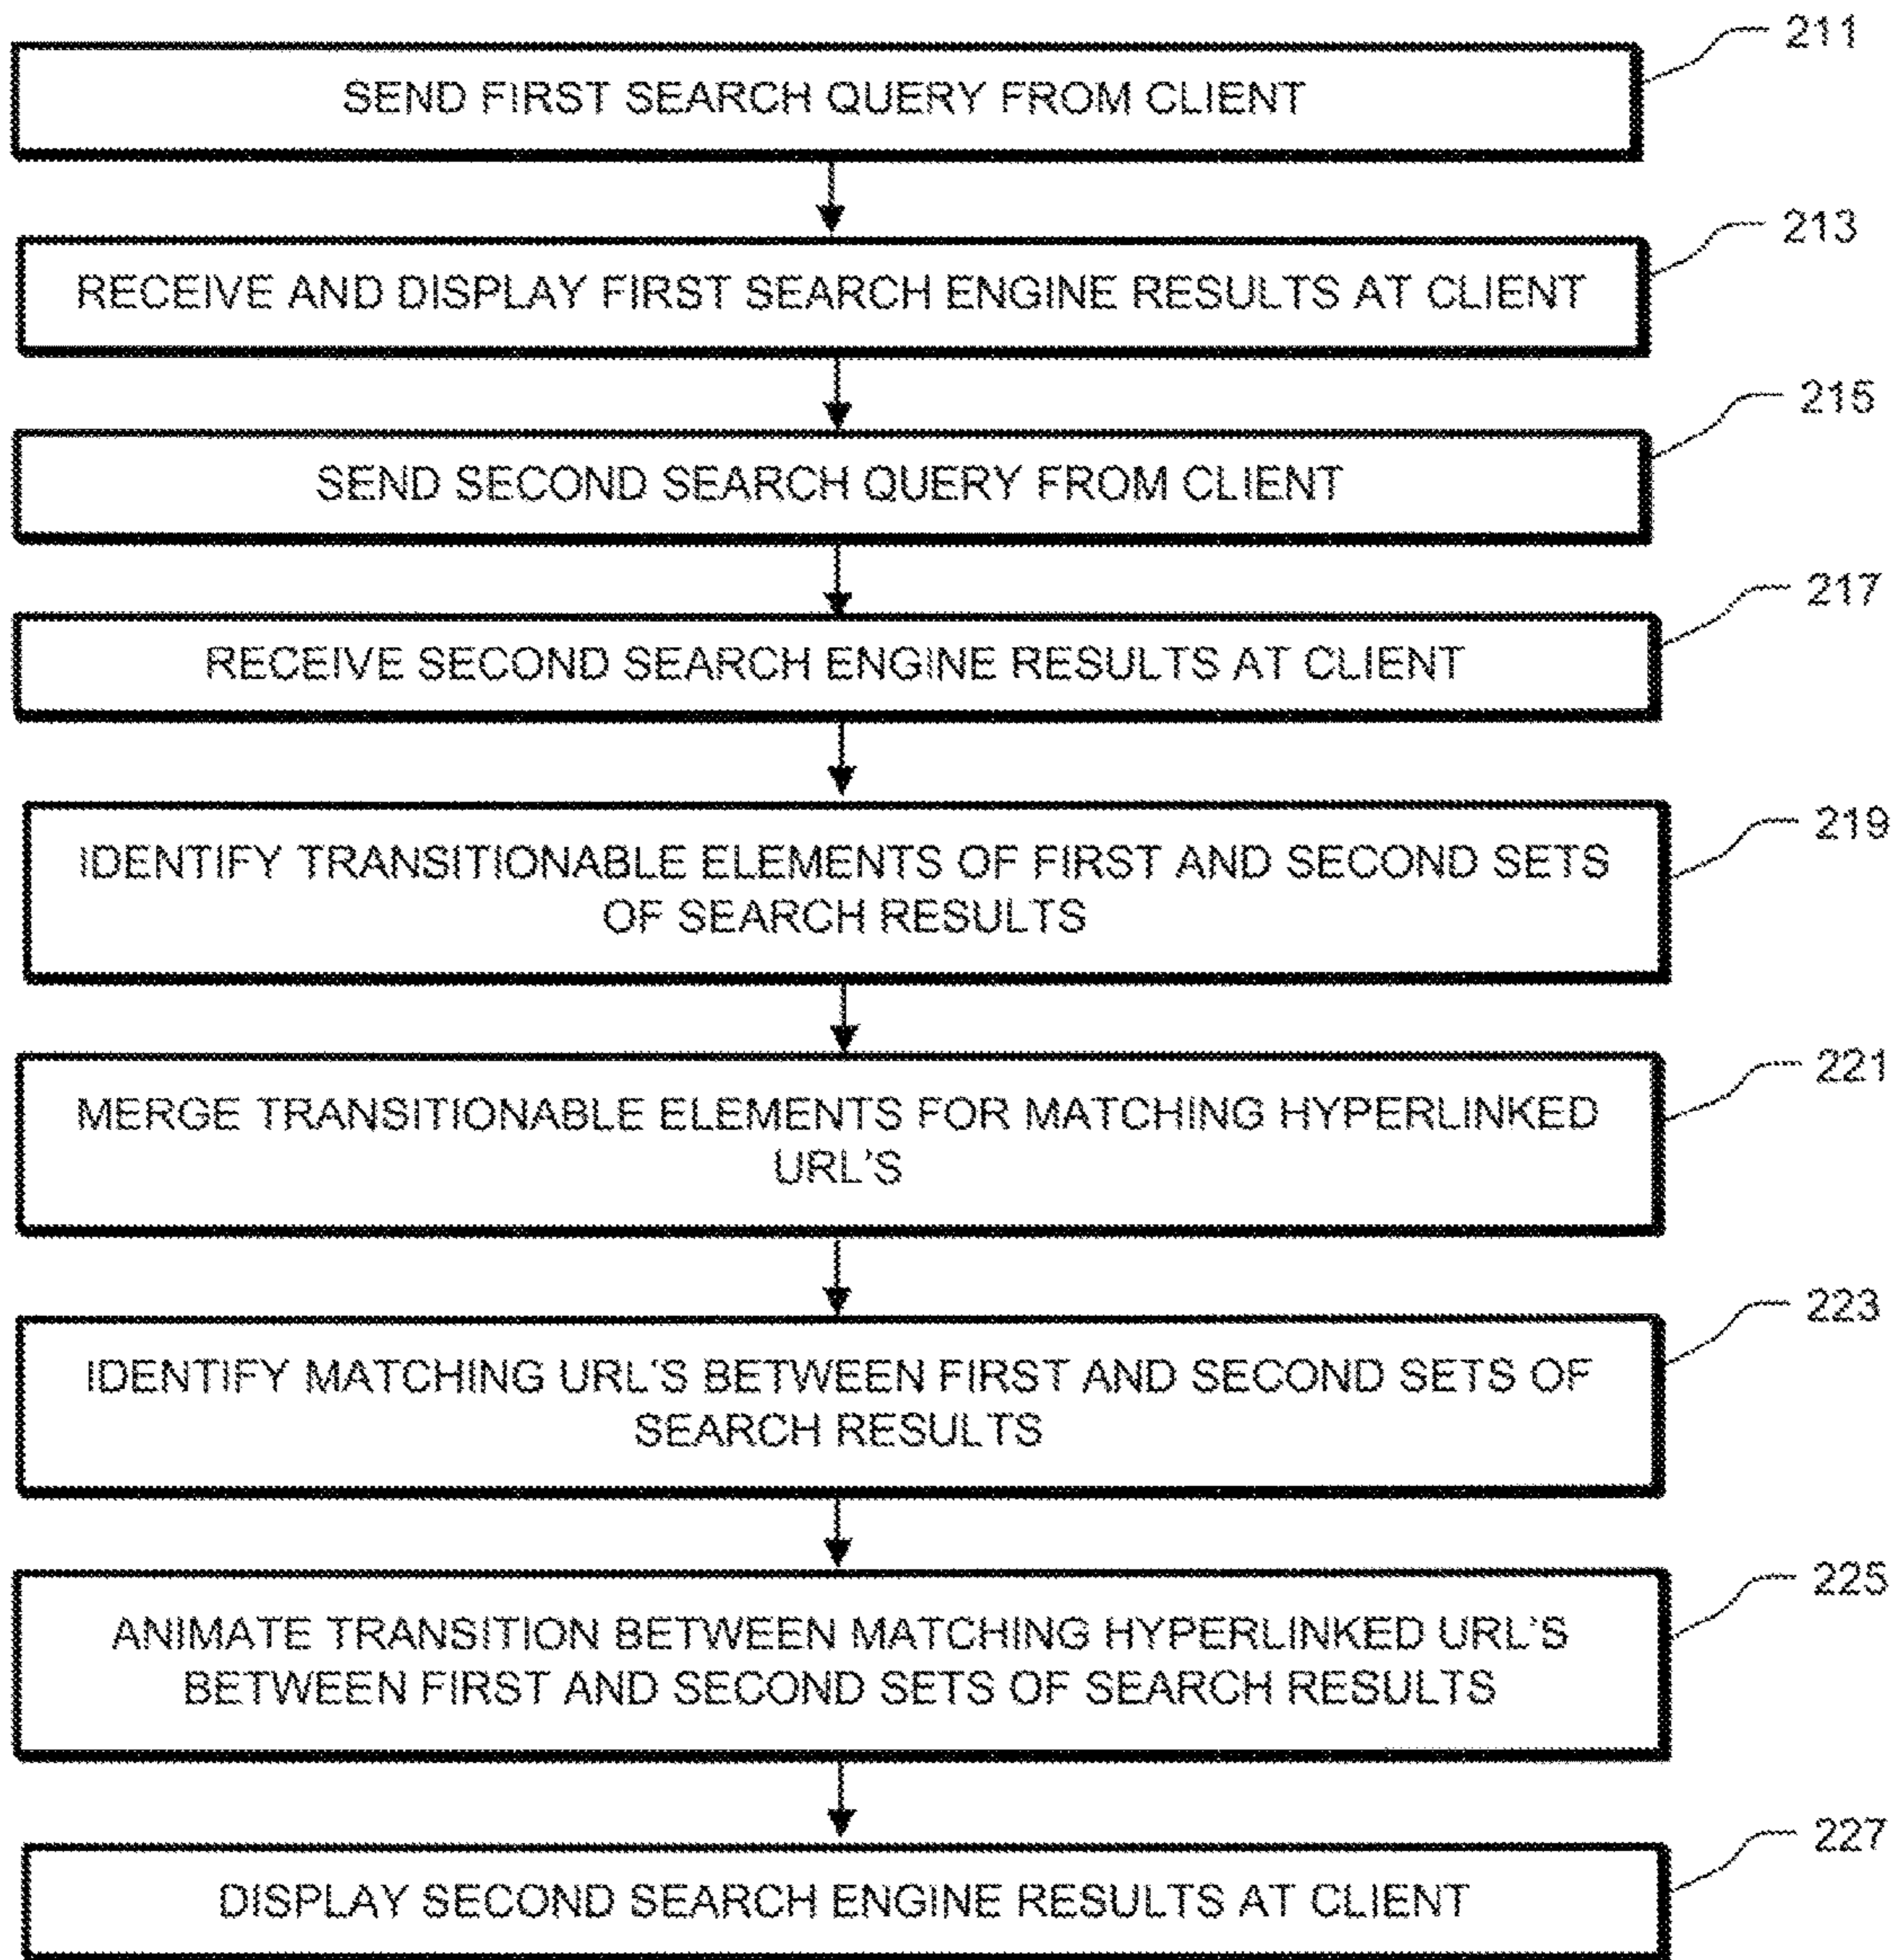 211
SEND FIRST SEARCH QUERY FROM CLIENT
213
RECEIVE AND DISPLAY FIRST SEARCH ENGINE RESULTS AT CLIENT
215
SEND SECOND SEARCH QUERY FROM CLIENT
217
RECEIVE SECOND SEARCH ENGINE RESULTS AT CLIENT
219
IDENTIFY TRANSITIONABLE ELEMENTS OF FIRST AND SECOND SETS
OF SEARCH RESULTS
221
MERGE TRANSITIONABLE ELEMENTS FOR MATCHING HYPERLINKED
URL'S
223
IDENTIFY MATCHING URL'S BETWEEN FIRST AND SECOND SETS OF
SEARCH RESULTS
225
ANIMATE TRANSITION BETWEEN MATCHING HYPERLINKED URL'S
BETWEEN FIRST AND SECOND SETS OF SEARCH RESULTS
227
DISPLAY SECOND SEARCH ENGINE RESULTS AT CLIENT